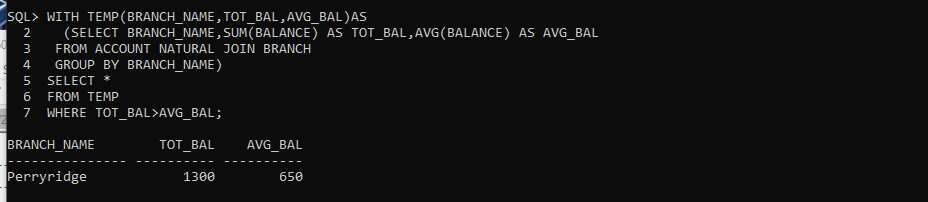 SQL> WITH TEMP(BRANCH_NAME,TOT_BAL,AVG_BAL)AS
  2    (SELECT BRANCH_NAME,SUM(BALANCE) AS TOT_BAL,AVG(BALANCE) AS AVG_BAL
  3   FROM ACCOUNT NATURAL JOIN BRANCH
  4   GROUP BY BRANCH_NAME)
  5  SELECT *
  6  FROM TEMP
  7  WHERE TOT_BAL>AVG_BAL;
BRANCH_NAME        TOT_BAL    AVG_BAL
--------------- ---------- ----------
Perryridge            1300        650